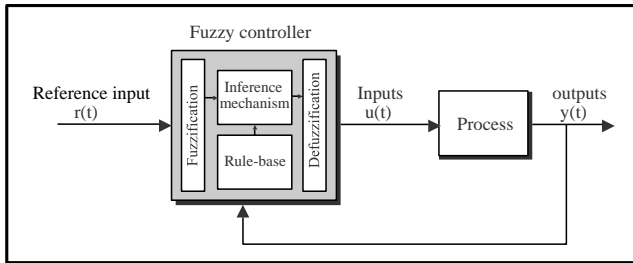 Fuzzy controller
Reference input
r(t)
Fuzzification
Inference
mechanism
Rule-base
Defuzzification
Inputs
u(t)
Process
outputs
y(t)